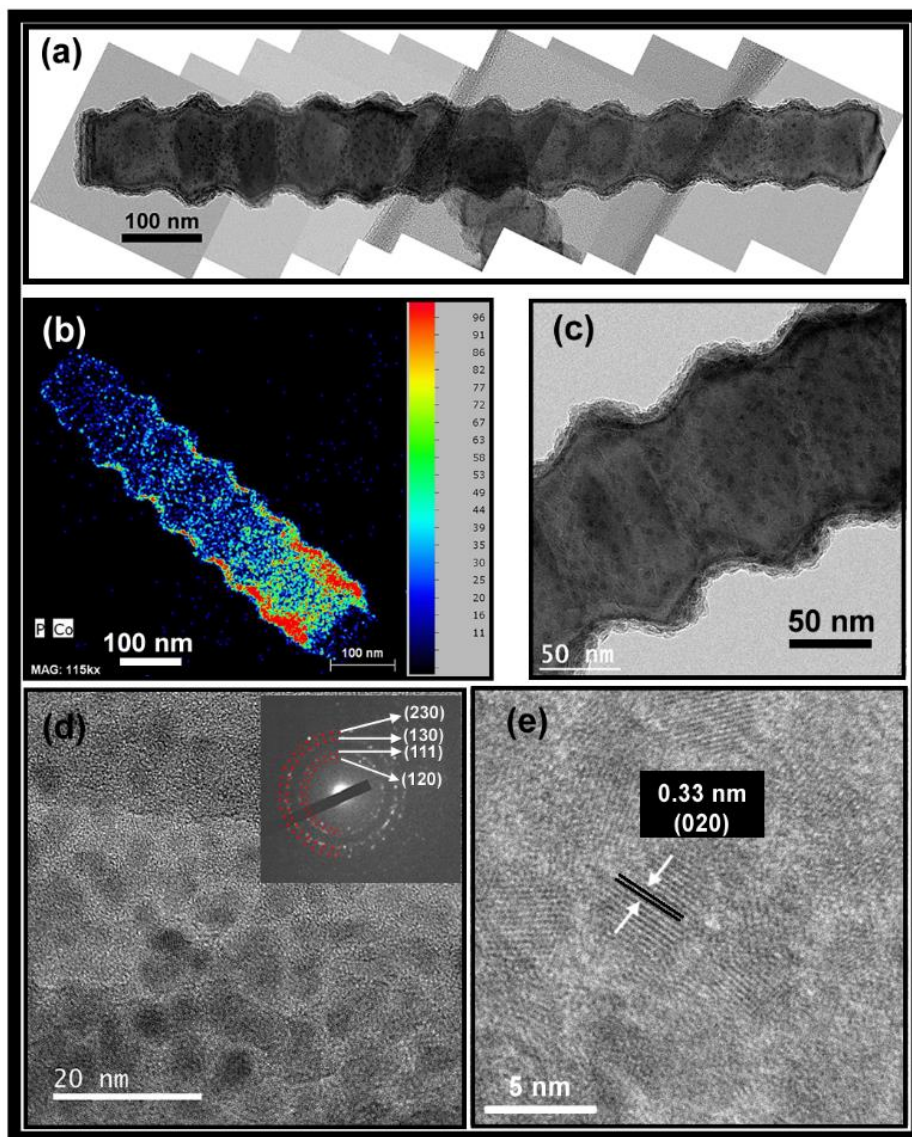 (a)
100 nm
(b)
96
91
86
82
77
72
67
63
58
53
49
44
39
35
30
25
20
16
11
P Co
100 nm
100 nm
MAG: 115kx
(c)
50 nm
50 nm
(d)
(230)
(130)
(111)
(120)
20 nm
(e)
0.33 nm
(020)
5 nm